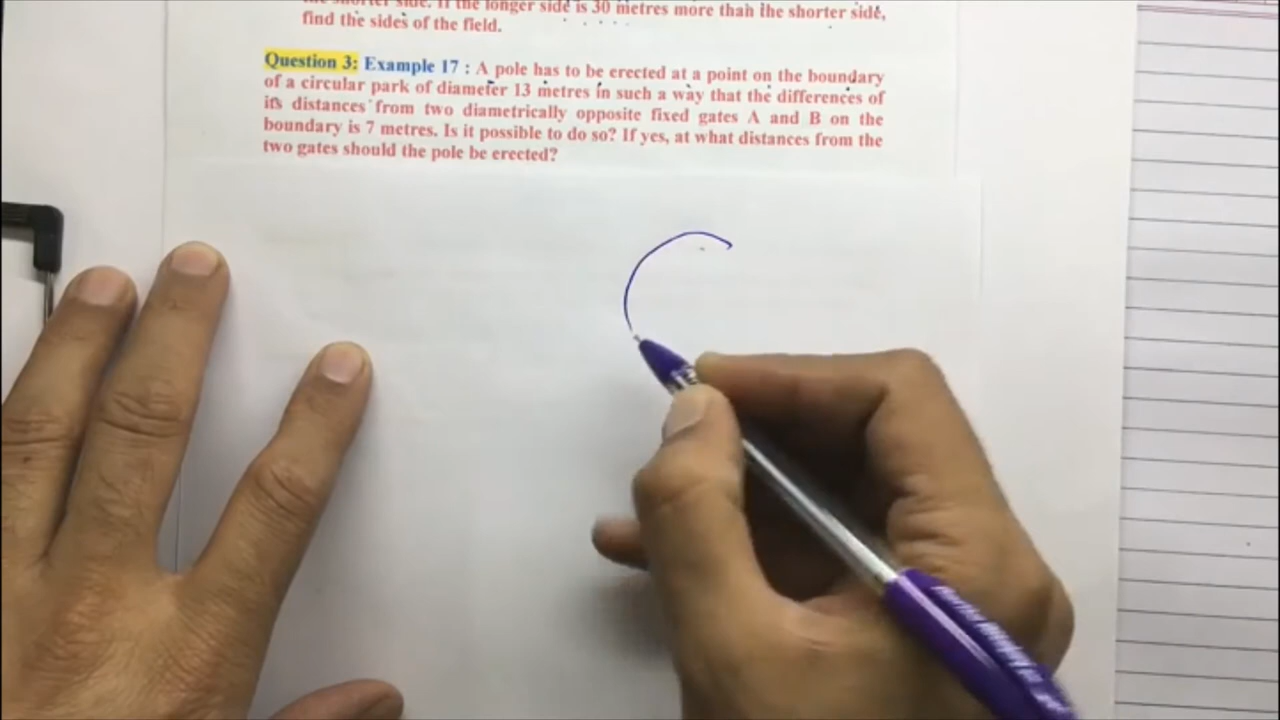 the shorter side. If the longer side is 30 metres more than the shorter side,
find the sides of the field.
Question 3: Example 17 : A pole has to be erected at a point on the boundary
of a circular park of diameter 13 metres in such a way that the differences of
its distances from two diametrically opposite fixed gates A and B on the
boundary is 7 metres. Is it possible to do so? If yes, at what distances from the
two gates should the pole be erected?